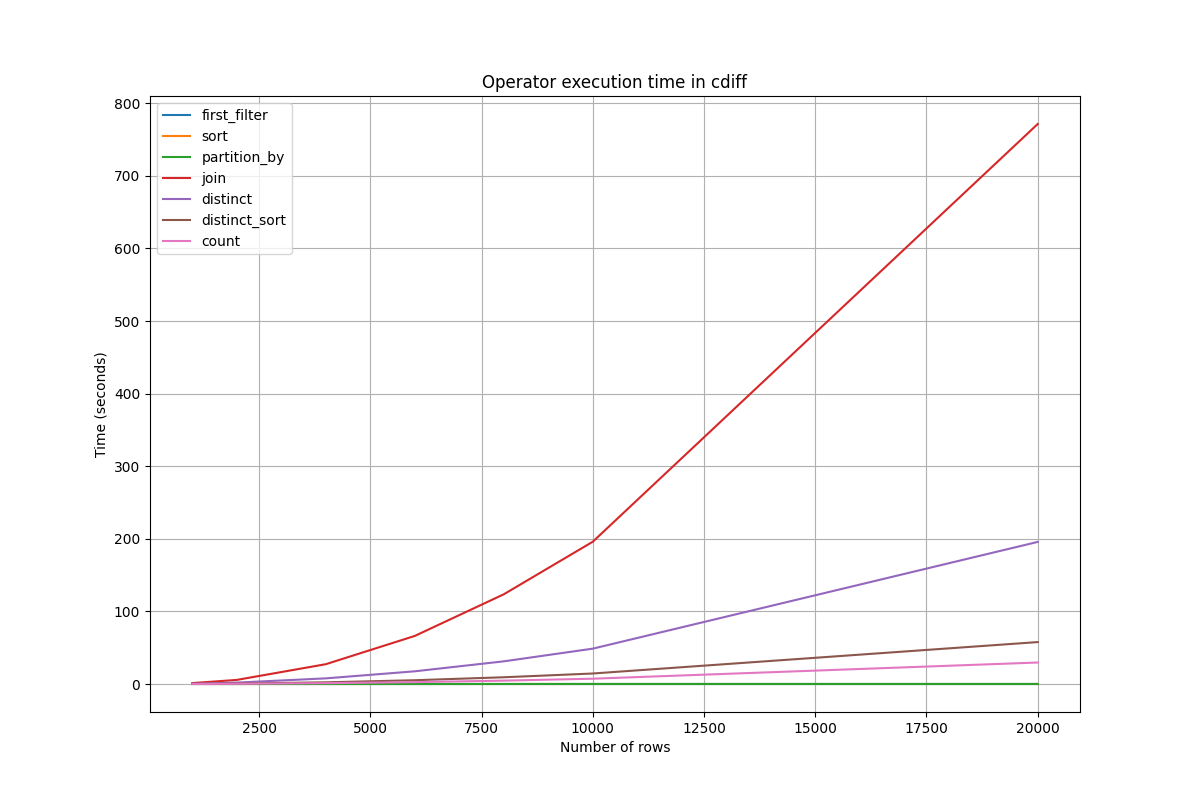 Operator execution time in cdiff
first_filter
sort
partition_by
join
distinct
distinct_sort
count
Time (seconds)
800
700
600
500
400
300
200
100
0
2500 5000 7500 10000 12500 15000 17500 20000
Number of rows